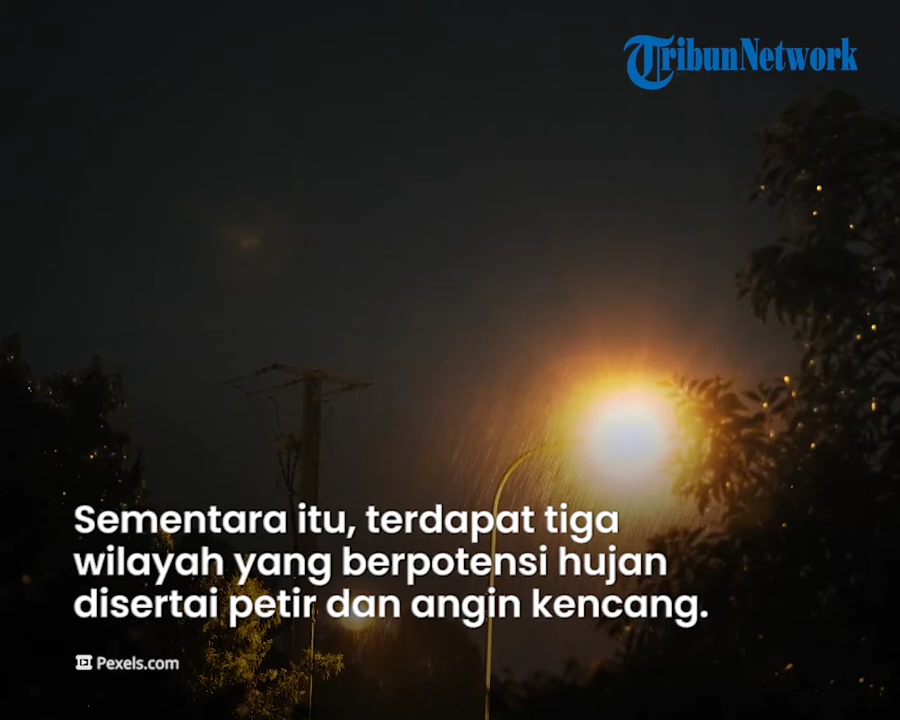 TribunNetwork
Sementara itu, terdapat tiga
wilayah yang berpotensi hujan
disertai petir dan angin kencang.
Pexels.com